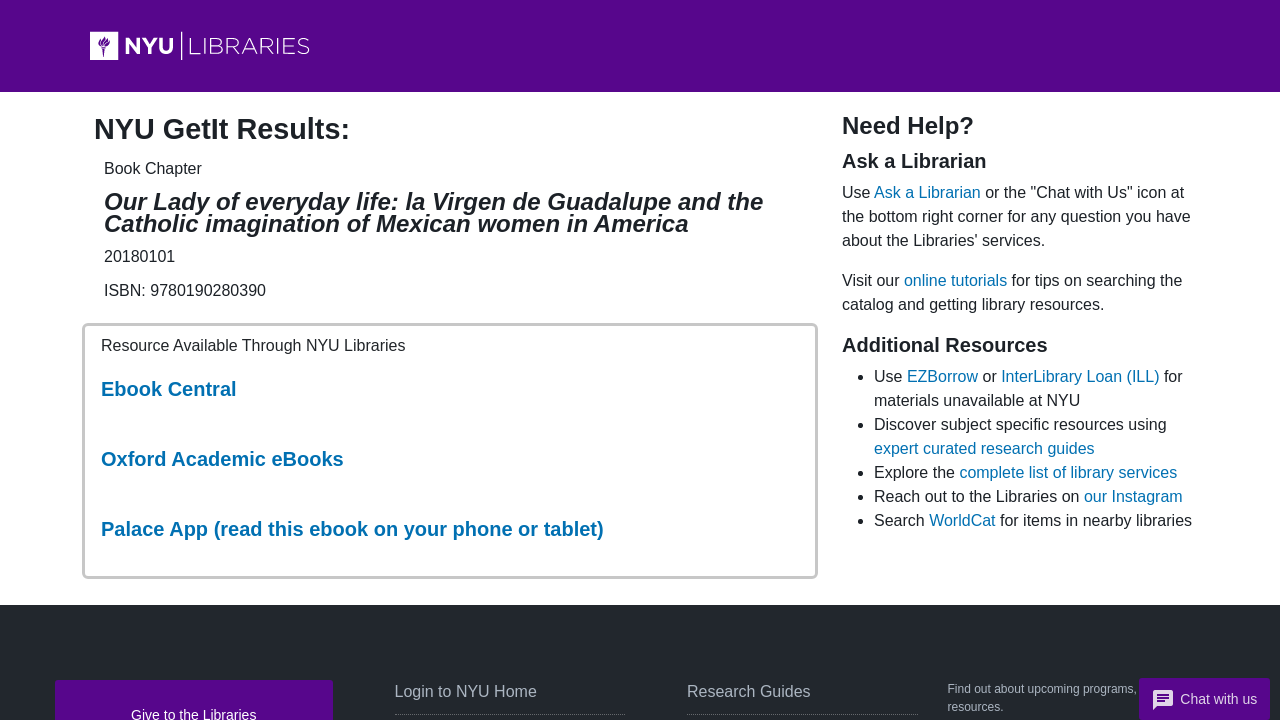 NYU LIBRARIES
NYU GetIt Results:
Book Chapter
Our Lady of everyday life: la Virgen de Guadalupe and the
Catholic imagination of Mexican women in America
20180101
ISBN: 9780190280390
Resource Available Through NYU Libraries
Ebook Central
Oxford Academic eBooks
Palace App (read this ebook on your phone or tablet)
Need Help?
Ask a Librarian
Use Ask a Librarian or the "Chat with Us" icon at
the bottom right corner for any question you have
about the Libraries' services.
Visit our online tutorials for tips on searching the
catalog and getting library resources.
Additional Resources
Use EZBorrow or InterLibrary Loan (ILL) for
materials unavailable at NYU
Discover subject specific resources using
expert curated research guides
Explore the complete list of library services
Reach out to the Libraries on our Instagram
Search WorldCat for items in nearby libraries
Give to the Libraries
Login to NYU Home
Research Guides
Find out about upcoming programs,
resources.
Chat with us